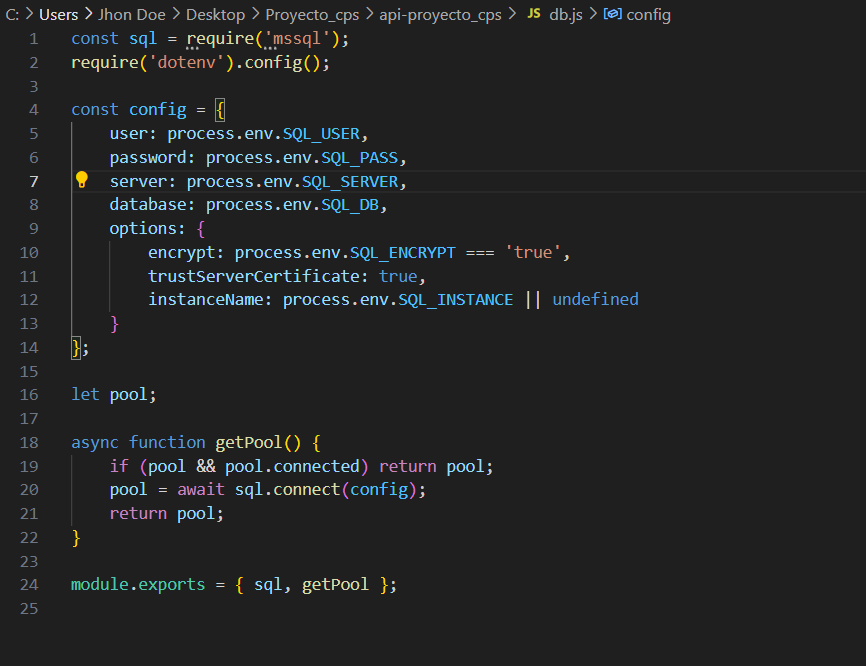 C: > Users > Jhon Doe > Desktop > Proyecto_cps > api-proyecto_cps > JS db.js > config
1 const sql = require('mssql');
2 require('dotenv').config();
3
4 const config = {
5     user: process.env.SQL_USER,
6     password: process.env.SQL_PASS,
7     server: process.env.SQL_SERVER,
8     database: process.env.SQL_DB,
9     options: {
10         encrypt: process.env.SQL_ENCRYPT === 'true',
11         trustServerCertificate: true,
12         instanceName: process.env.SQL_INSTANCE || undefined
13     }
14 };
15
16 let pool;
17
18 async function getPool() {
19     if (pool && pool.connected) return pool;
20     pool = await sql.connect(config);
21     return pool;
22 }
23
24 module.exports = { sql, getPool };
25